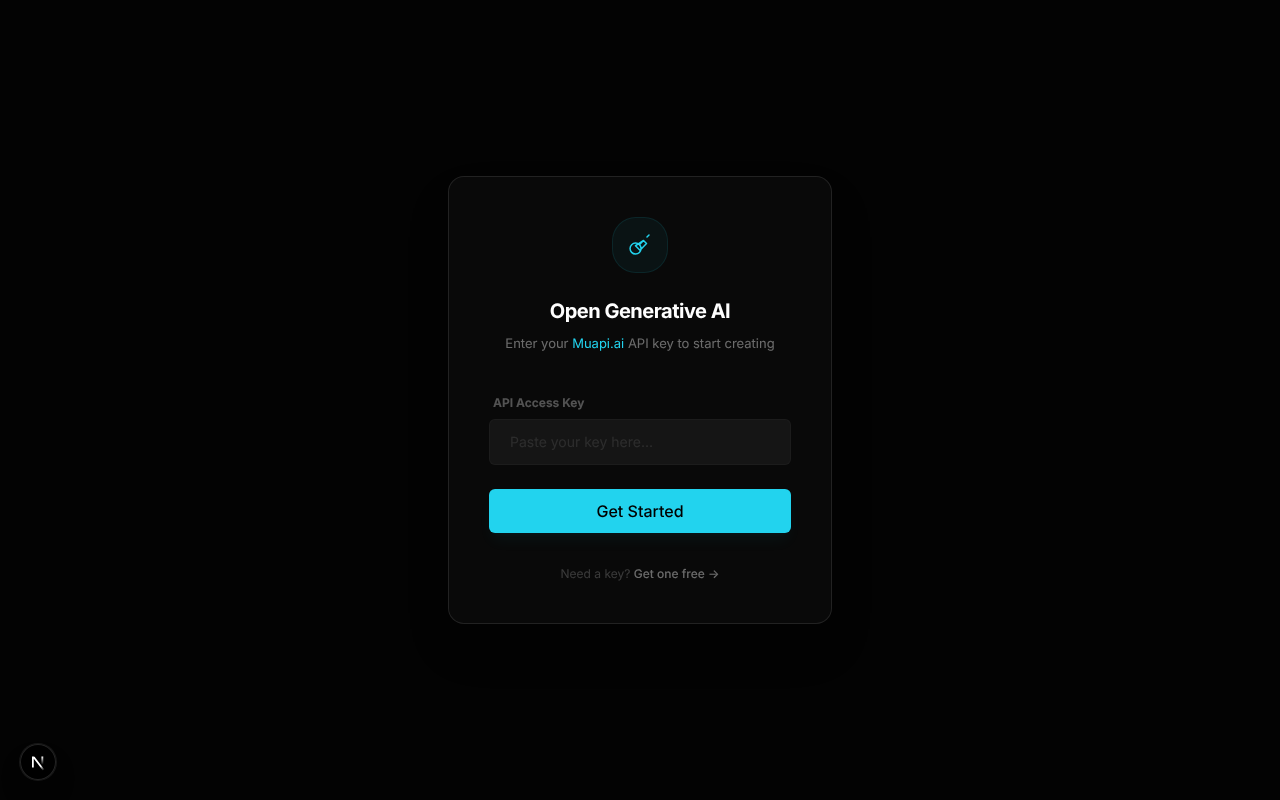 Open Generative AI
Enter your Muapi.ai API key to start creating
API Access Key
Paste your key here...
Get Started
Need a key? Get one free →
N